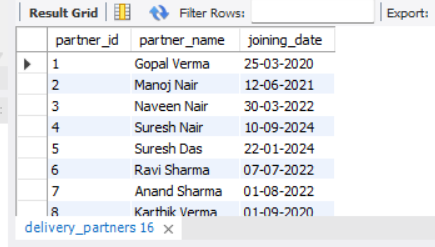 Result Grid Filter Rows: Export:
partner_id partner_name joining_date
1 Gopal Verma 25-03-2020
2 Manoj Nair 12-06-2021
3 Naveen Nair 30-03-2022
4 Suresh Nair 10-09-2024
5 Suresh Das 22-01-2024
6 Ravi Sharma 07-07-2022
7 Anand Sharma 01-08-2022
8 Karthik Verma 01-09-2020
delivery_partners 16 ×